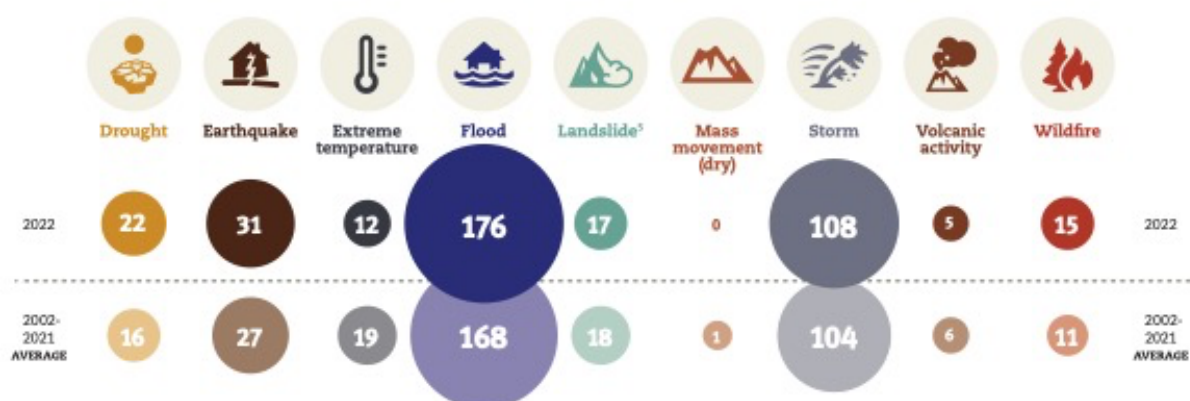 Drought
Earthquake
Extreme
temperature
Flood
Landslide⁵
Mass
movement
(dry)
Storm
Volcanic
activity
Wildfire
2022
22
31
12
176
17
0
108
5
15
2022
2002-
2021
AVERAGE
16
27
19
168
18
1
104
6
11
2002-
2021
AVERAGE